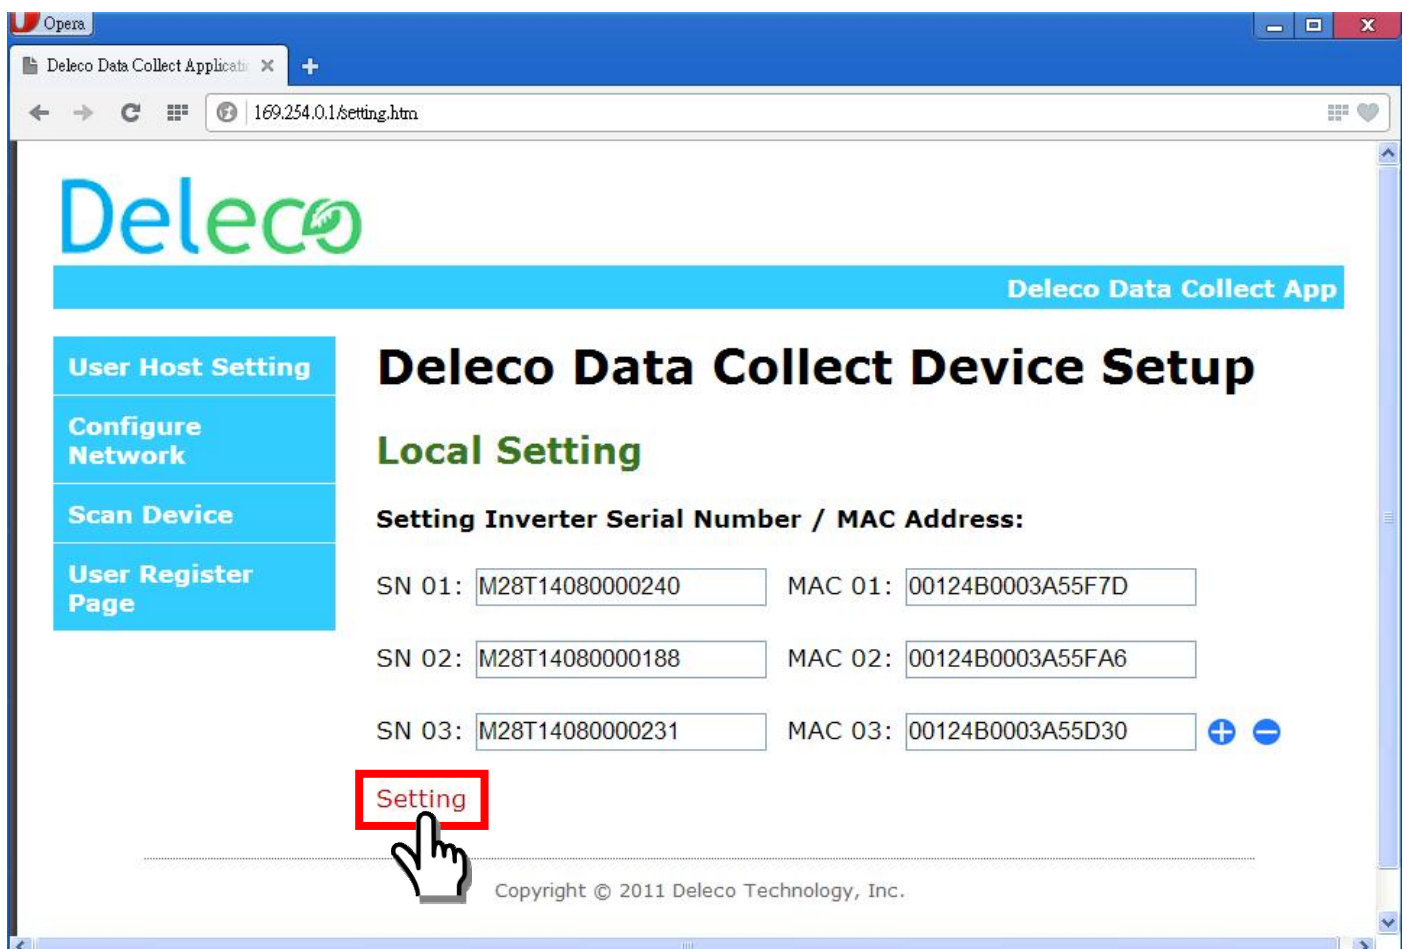 Opera
Deleco Data Collect Applicati
169.254.0.1/setting.htm
Deleco
Deleco Data Collect App
User Host Setting
Configure
Network
Scan Device
User Register
Page
Deleco Data Collect Device Setup
Local Setting
Setting Inverter Serial Number / MAC Address:
SN 01: M28T14080000240 MAC 01: 00124B0003A55F7D
SN 02: M28T14080000188 MAC 02: 00124B0003A55FA6
SN 03: M28T14080000231 MAC 03: 00124B0003A55D30
Setting
Copyright © 2011 Deleco Technology, Inc.